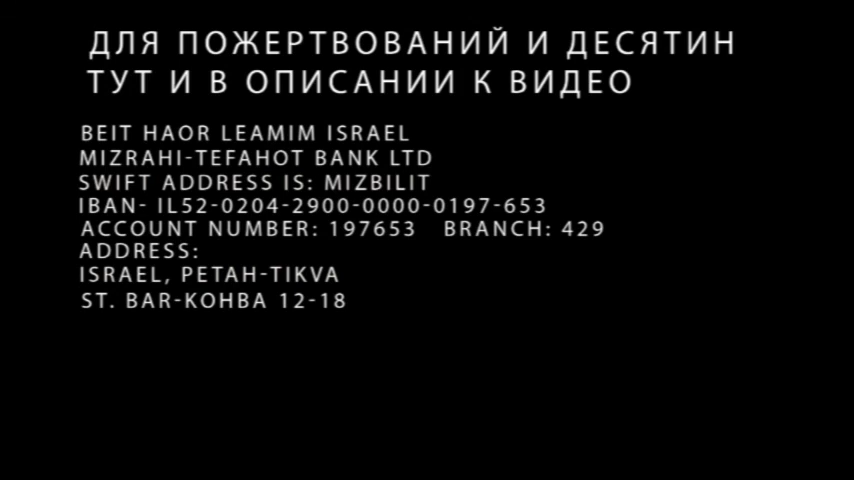 ДЛЯ ПОЖЕРТВОВАНИЙ И ДЕСЯТИН
ТУТ И В ОПИСАНИИ К ВИДЕО
BEIT HAOR LEAMIM ISRAEL
MIZRAHI-TEFAHOT BANK LTD
SWIFT ADDRESS IS: MIZBILIT
IBAN- IL52-0204-2900-0000-0197-653
ACCOUNT NUMBER: 197653 BRANCH: 429
ADDRESS:
ISRAEL, PETAH-TIKVA
ST. BAR-KOHBA 12-18